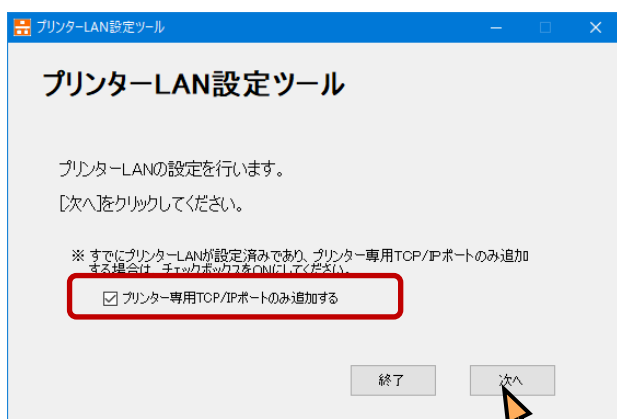 プリンターLAN設定ツール
プリンターLAN設定ツール
プリンターLANの設定を行います。
[次へ]をクリックしてください。
※ すでにプリンターLANが設定済みであり、プリンター専用TCP/IPポートのみ追加
する場合は、チェックボックスをONにしてください。
プリンター専用TCP/IPポートのみ追加する
終了
次へ